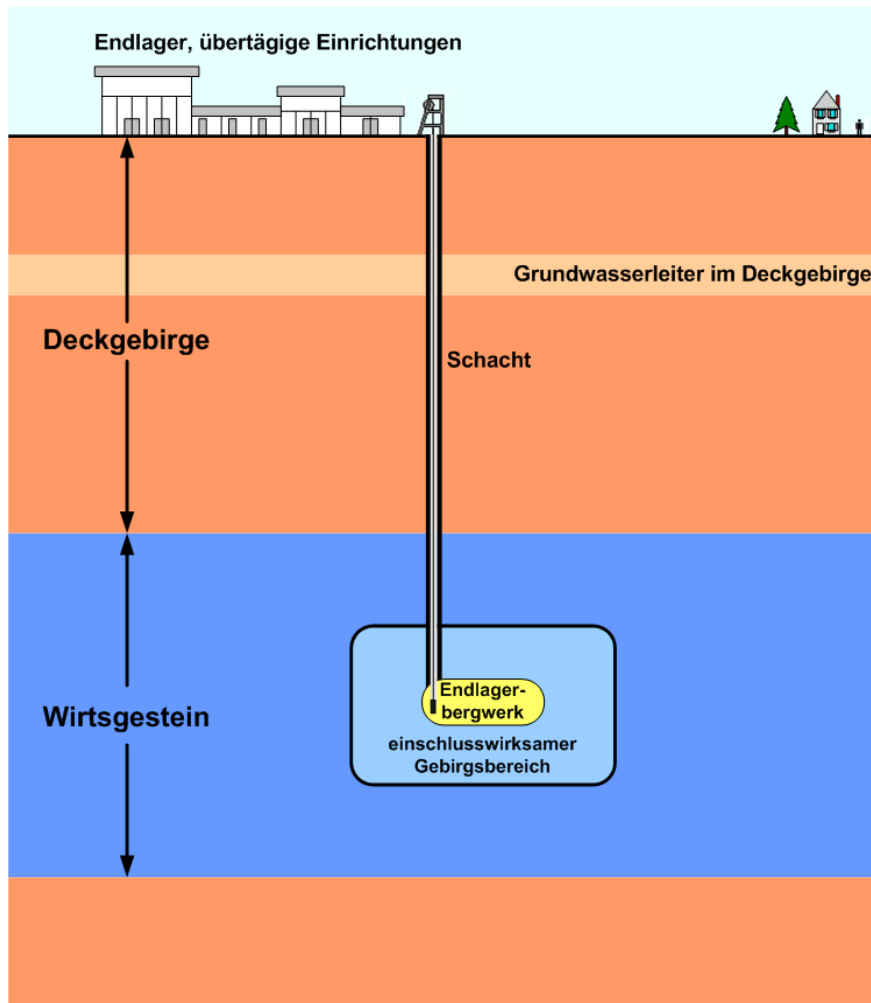 Endlager, übertägige Einrichtungen
Grundwasserleiter im Deckgebirge
Deckgebirge
Schacht
Endlager-
bergwerk
Wirtsgestein
einschlusswirksamer
Gebirgsbereich